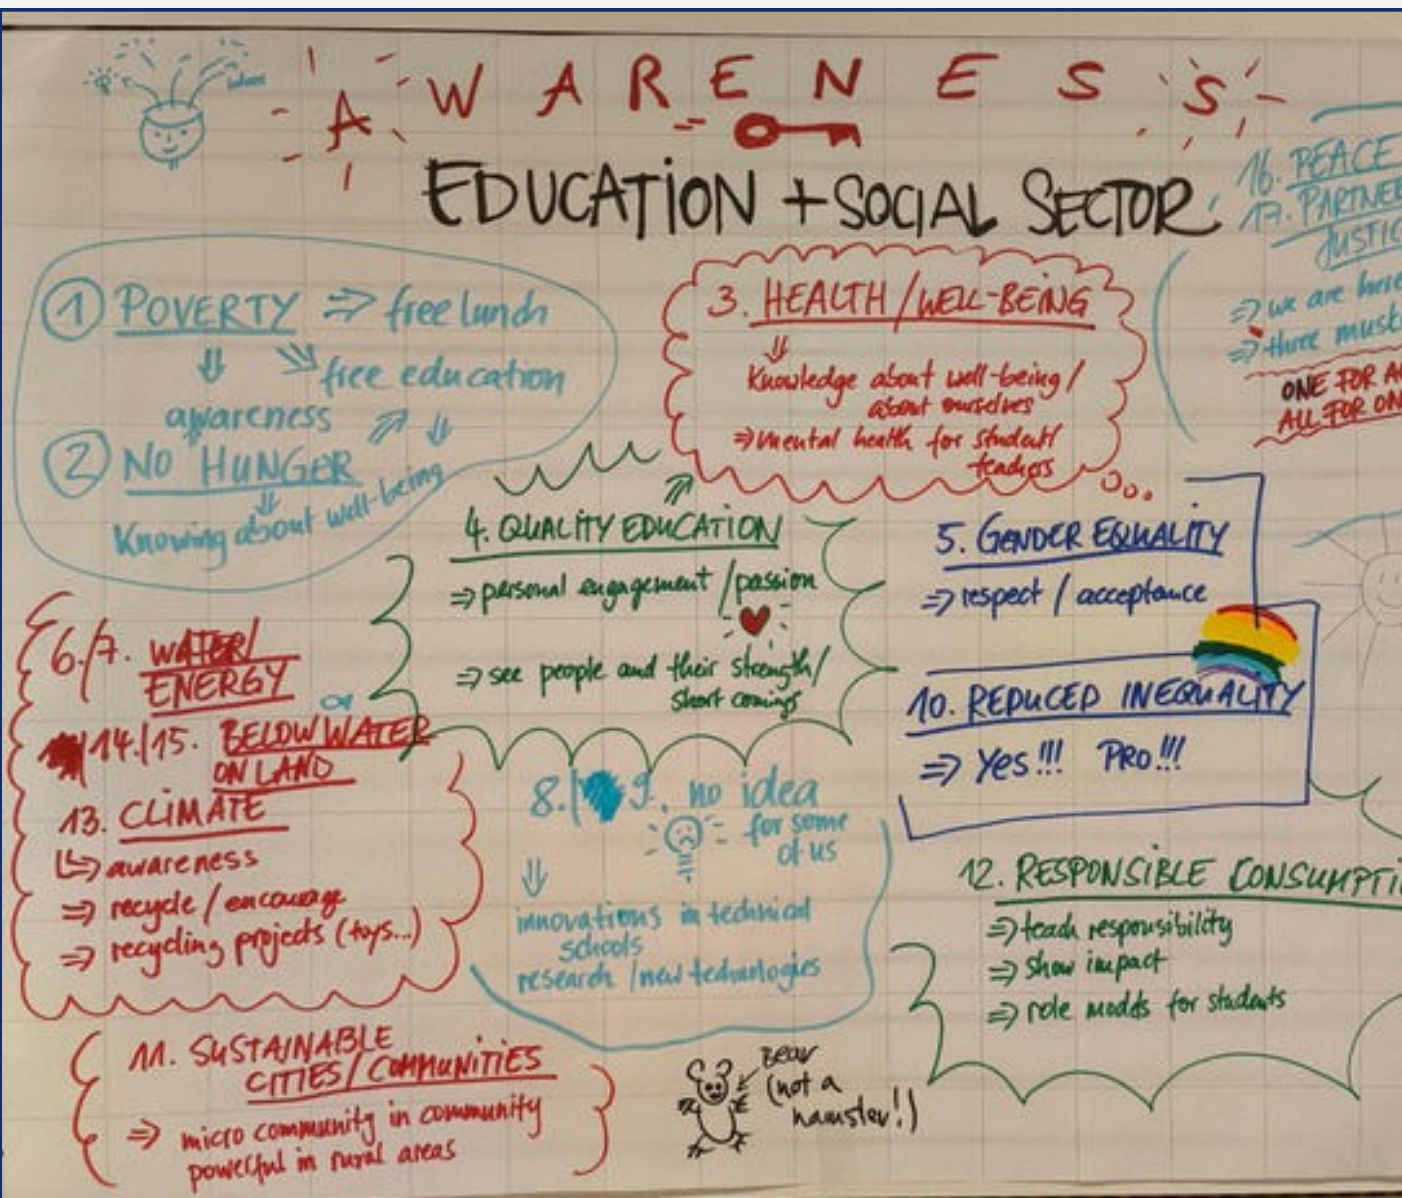 ideas
AWARENESS
EDUCATION + SOCIAL SECTOR
16. PEACE
17. PARTNER
JUSTIC
⇒ we are here
⇒ three musk
ONE FOR A
ALL FOR ON
1 POVERTY ⇒ free lunch
free education
awareness
2 NO HUNGER
Knowing about well-being
3. HEALTH / WELL-BEING
Knowledge about well-being /
about ourselves
⇒ mental health for student/
teachers
4. QUALITY EDUCATION
⇒ personal engagement / passion
⇒ see people and their strength/
short comings
5. GENDER EQUALITY
⇒ respect / acceptance
10. REDUCED INEQUALITY
⇒ Yes!!! PRO!!!
6./7. WATER/
ENERGY
14./15. BELOW WATER
ON LAND
13. CLIMATE
↳ awareness
⇒ recycle / encourage
⇒ recycling projects (toys...)
8./9. no idea
for some
of us
innovations in technical
schools
research / new technologies
12. RESPONSIBLE CONSUMPTI
⇒ teach responsibility
⇒ show impact
⇒ role models for students
11. SUSTAINABLE
CITIES / COMMUNITIES
⇒ micro community in community
powerful in rural areas
Bear
(not a
hamster!)